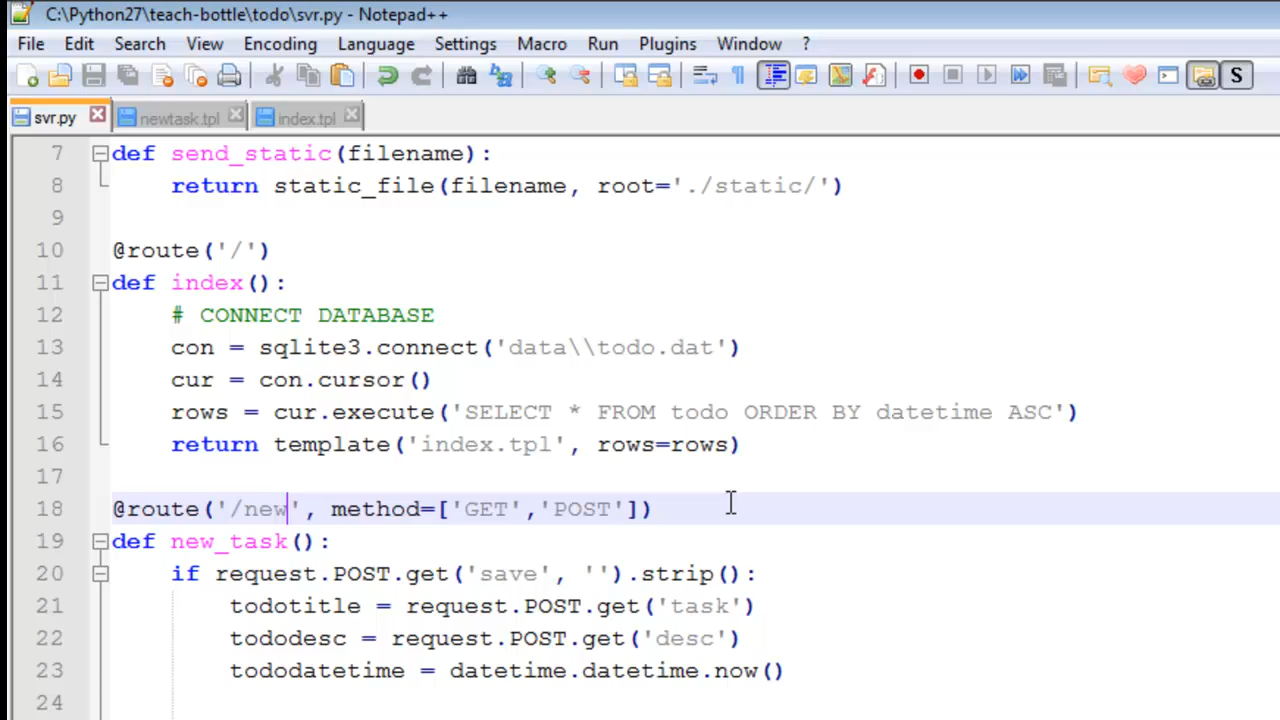 C:\Python27\teach-bottle\todo\svr.py - Notepad++
File Edit Search View Encoding Language Settings Macro Run Plugins Window ?
S
svr.py newtask.tpl index.tpl
7 def send_static(filename):
8 return static_file(filename, root='./static/')
9
10 @route('/')
11 def index():
12 # CONNECT DATABASE
13 con = sqlite3.connect('data\\todo.dat')
14 cur = con.cursor()
15 rows = cur.execute('SELECT * FROM todo ORDER BY datetime ASC')
16 return template('index.tpl', rows=rows)
17
18 @route('/new', method=['GET','POST'])
19 def new_task():
20 if request.POST.get('save', '').strip():
21 todotitle = request.POST.get('task')
22 tododesc = request.POST.get('desc')
23 tododatetime = datetime.datetime.now()
24